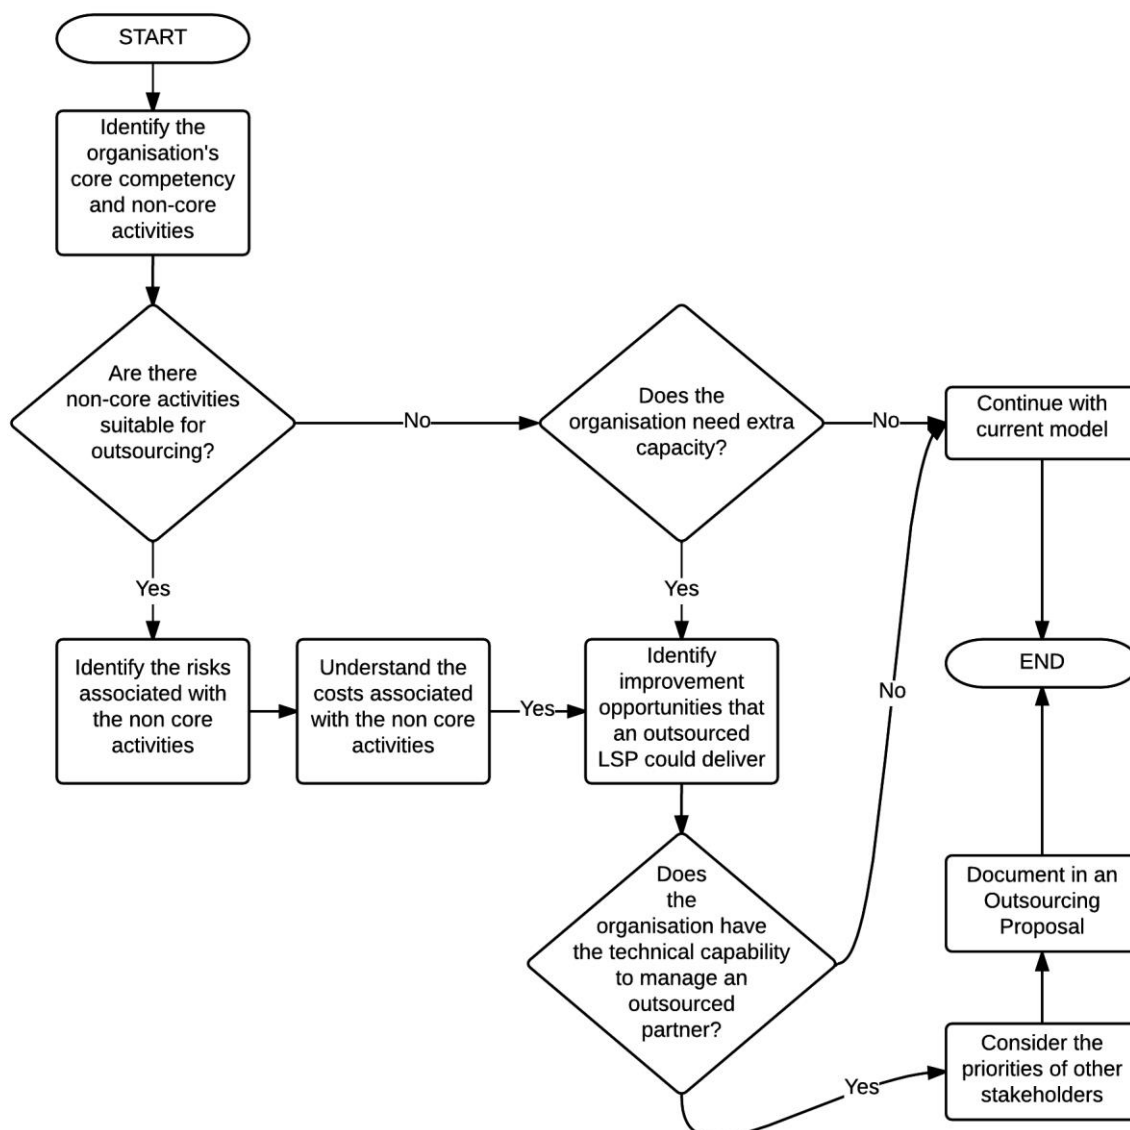 START
Identify the
organisation's
core competency
and non-core
activities
Are there
non-core activities
suitable for
outsourcing?
No
Does the
organisation need extra
capacity?
No
Continue with
current model
Yes
Yes
Identify the risks
associated with
the non core
activities
Understand the
costs associated
with the non core
activities
Yes
Identify
improvement
opportunities that
an outsourced
LSP could deliver
No
END
Does
the
organisation have
the technical capability
to manage an
outsourced
partner?
Document in an
Outsourcing
Proposal
Yes
Consider the
priorities of other
stakeholders